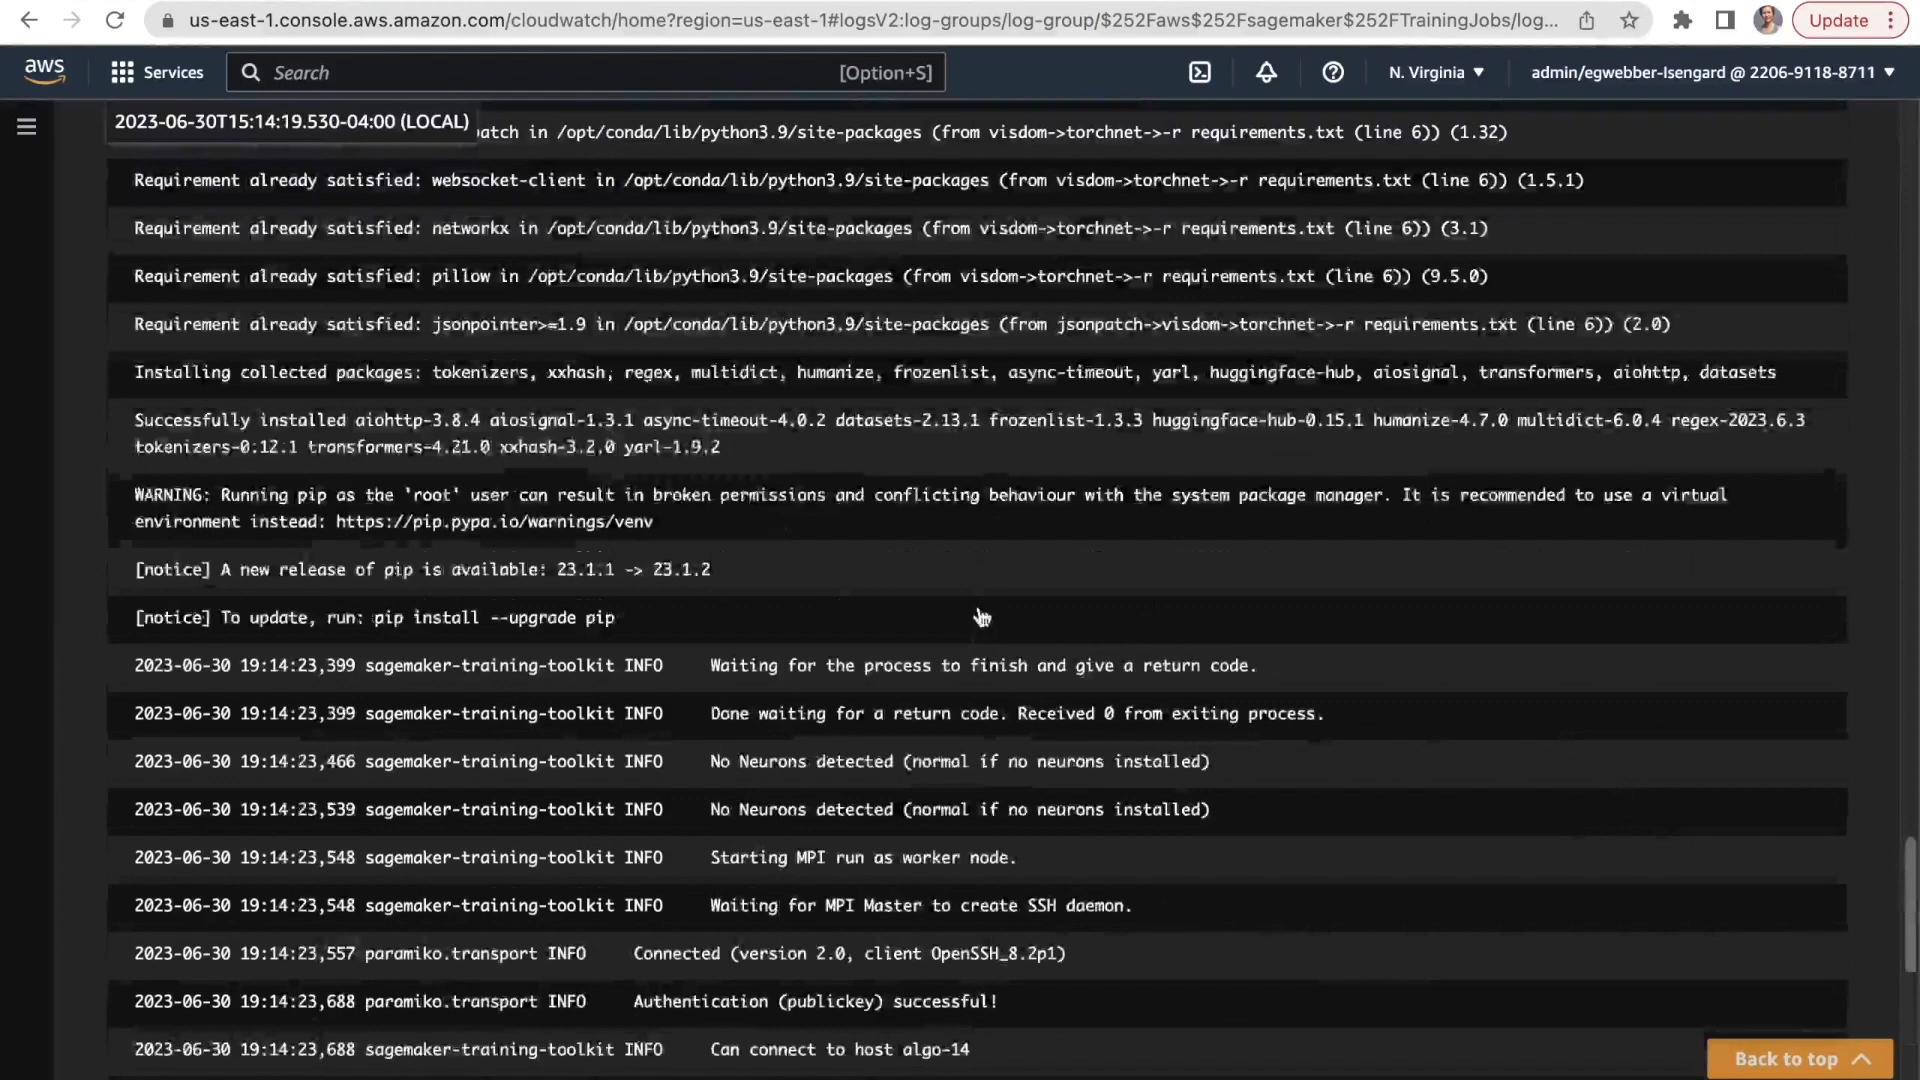 us-east-1.console.aws.amazon.com/cloudwatch/home?region=us-east-1#logsV2:log-groups/log-group/$252Faws$252Fsagemaker$252FTrainingJobs/log...
Update
aws
Services
Search
[Option+S]
N. Virginia
admin/egwebber-Isengard @ 2206-9118-8711
2023-06-30T15:14:19.530-04:00 (LOCAL)
atch in /opt/conda/lib/python3.9/site-packages (from visdom->torchnet->-r requirements.txt (line 6)) (1.32)
Requirement already satisfied: websocket-client in /opt/conda/lib/python3.9/site-packages (from visdom->torchnet->-r requirements.txt (line 6)) (1.5.1)
Requirement already satisfied: networkx in /opt/conda/lib/python3.9/site-packages (from visdom->torchnet->-r requirements.txt (line 6)) (3.1)
Requirement already satisfied: pillow in /opt/conda/lib/python3.9/site-packages (from visdom->torchnet->-r requirements.txt (line 6)) (9.5.0)
Requirement already satisfied: jsonpointer>=1.9 in /opt/conda/lib/python3.9/site-packages (from jsonpatch->visdom->torchnet->-r requirements.txt (line 6)) (2.0)
Installing collected packages: tokenizers, xxhash, regex, multidict, humanize, frozenlist, async-timeout, yarl, huggingface-hub, aiosignal, transformers, aiohttp, datasets
Successfully installed aiohttp-3.8.4 aiosignal-1.3.1 async-timeout-4.0.2 datasets-2.13.1 frozenlist-1.3.3 huggingface-hub-0.15.1 humanize-4.7.0 multidict-6.0.4 regex-2023.6.3
tokenizers-0.12.1 transformers-4.21.0 xxhash-3.2.0 yarl-1.9.2
WARNING: Running pip as the 'root' user can result in broken permissions and conflicting behaviour with the system package manager. It is recommended to use a virtual
environment instead: https://pip.pypa.io/warnings/venv
[notice] A new release of pip is available: 23.1.1 -> 23.1.2
[notice] To update, run: pip install --upgrade pip
2023-06-30 19:14:23,399 sagemaker-training-toolkit INFO     Waiting for the process to finish and give a return code.
2023-06-30 19:14:23,399 sagemaker-training-toolkit INFO     Done waiting for a return code. Received 0 from exiting process.
2023-06-30 19:14:23,466 sagemaker-training-toolkit INFO     No Neurons detected (normal if no neurons installed)
2023-06-30 19:14:23,539 sagemaker-training-toolkit INFO     No Neurons detected (normal if no neurons installed)
2023-06-30 19:14:23,548 sagemaker-training-toolkit INFO     Starting MPI run as worker node.
2023-06-30 19:14:23,548 sagemaker-training-toolkit INFO     Waiting for MPI Master to create SSH daemon.
2023-06-30 19:14:23,557 paramiko.transport INFO     Connected (version 2.0, client OpenSSH_8.2p1)
2023-06-30 19:14:23,688 paramiko.transport INFO     Authentication (publickey) successful!
2023-06-30 19:14:23,688 sagemaker-training-toolkit INFO     Can connect to host algo-14
Back to top